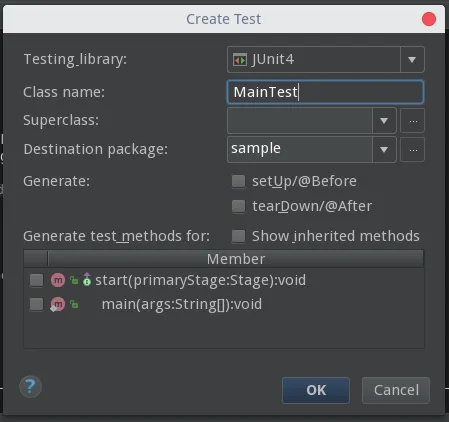 Create Test
Testing library: JUnit4
Class name: MainTest
Superclass: ...
Destination package: sample ...
Generate: setUp/@Before
tearDown/@After
Generate test methods for: Show inherited methods
Member
m start(primaryStage:Stage):void
m main(args:String[]):void
? OK Cancel